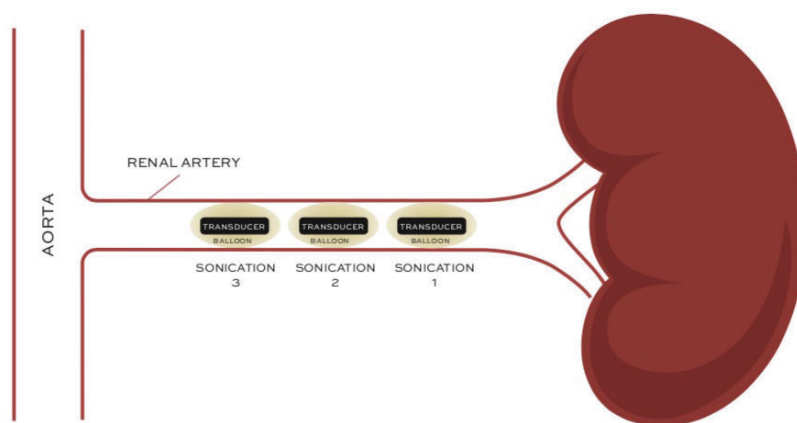 RENAL ARTERY
AORTA
TRANSDUCER TRANSDUCER TRANSDUCER
BALLOON BALLOON BALLOON
SONICATION SONICATION SONICATION
3 2 1